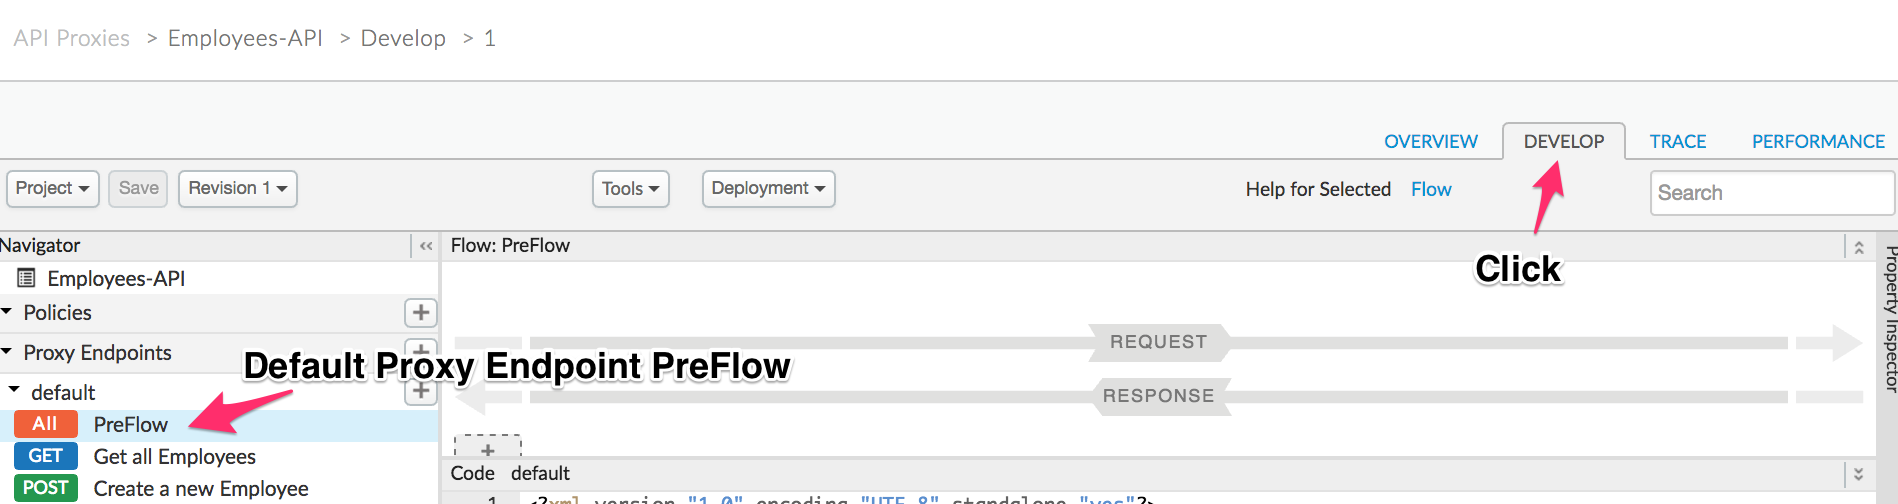 API Proxies > Employees-API > Develop > 1
OVERVIEW DEVELOP TRACE PERFORMANCE
Project Save Revision 1 Tools Deployment Help for Selected Flow Search
Click
Navigator « Flow: PreFlow
Property Inspector
Employees-API
Policies +
REQUEST
Proxy Endpoints +
Default Proxy Endpoint PreFlow
default +
RESPONSE
All PreFlow
GET Get all Employees
+
POST Create a new Employee
Code default
1 <?xml version="1.0" encoding="UTF-8" standalone="yes"?>